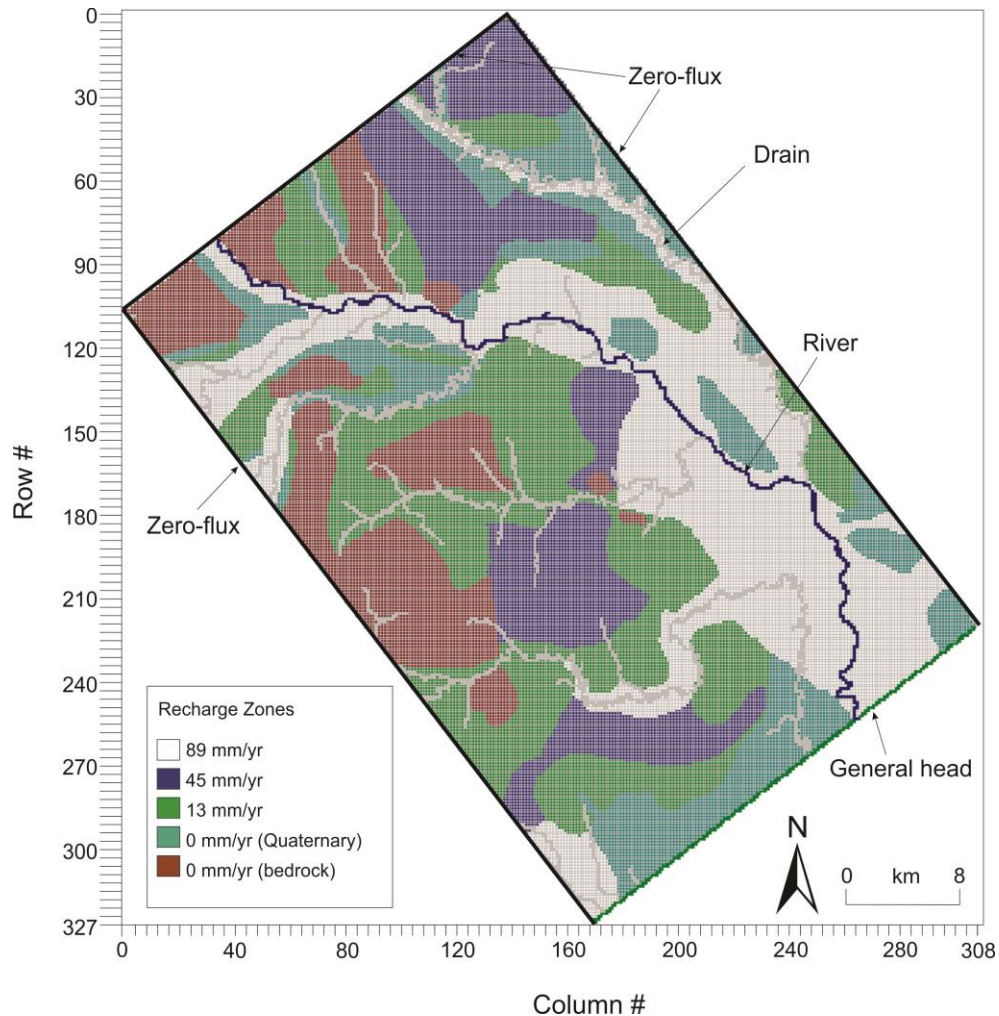 0
30
60
90
120
150
180
210
240
270
300
327
Row #
Zero-flux
Drain
River
Zero-flux
General head
Recharge Zones
89 mm/yr
45 mm/yr
13 mm/yr
0 mm/yr (Quaternary)
0 mm/yr (bedrock)
N
0 km 8
0 40 80 120 160 200 240 280 308
Column #